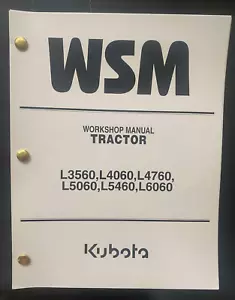 WSM
WORKSHOP MANUAL
TRACTOR
L3560,L4060,L4760,
L5060,L5460,L6060
Kubota